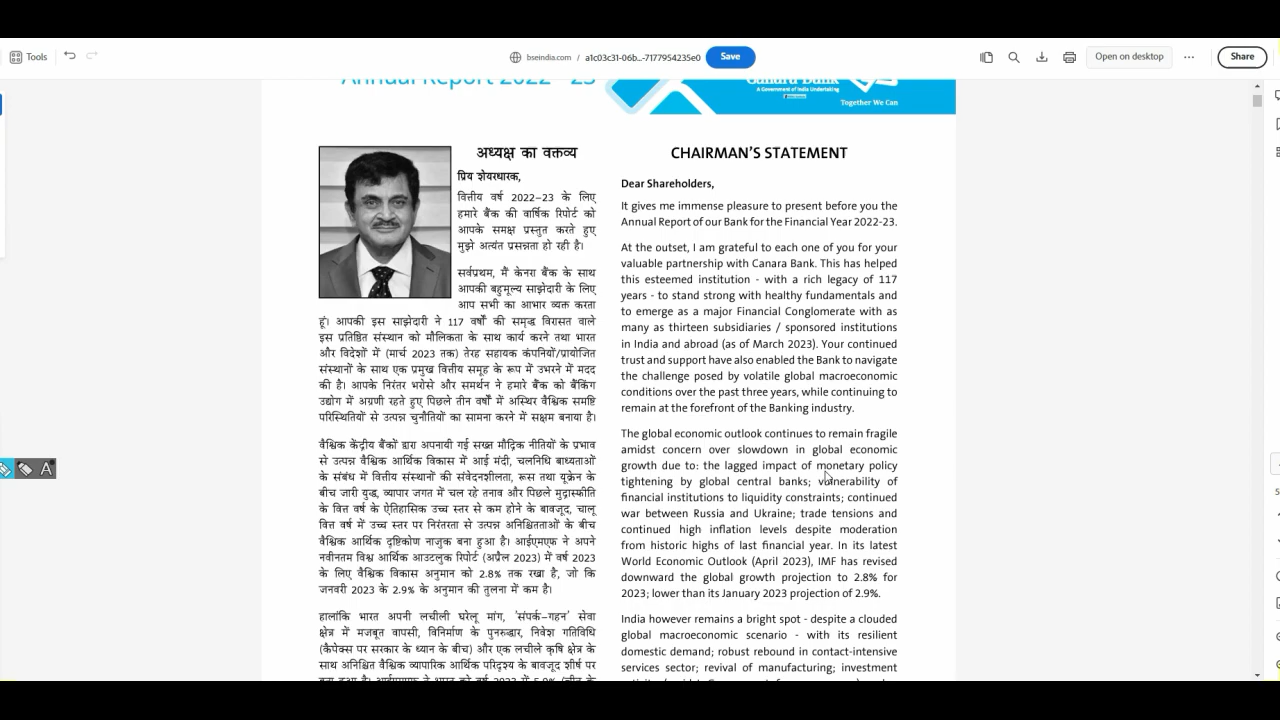 Tools
bseindia.com / a1c03c31-06b...-7177954235e0
Save
Open on desktop
Share
Annual Report 2022 - 23
Canara Bank
A Government of India Undertaking
Together We Can
अध्यक्ष का वक्तव्य
प्रिय शेयरधारक,
वित्तीय वर्ष 2022-23 के लिए
हमारे बैंक की वार्षिक रिपोर्ट को
आपके समक्ष प्रस्तुत करते हुए
मुझे अत्यंत प्रसन्नता हो रही है।
सर्वप्रथम, मैं केनरा बैंक के साथ
आपकी बहुमूल्य साझेदारी के लिए
आप सभी का आभार व्यक्त करता
हूं। आपकी इस साझेदारी ने 117 वर्षों की समृद्ध विरासत वाले
इस प्रतिष्ठित संस्थान को मौलिकता के साथ कार्य करने तथा भारत
और विदेशों में (मार्च 2023 तक) तेरह सहायक कंपनियों/प्रायोजित
संस्थानों के साथ एक प्रमुख वित्तीय समूह के रूप में उभरने में मदद
की है। आपके निरंतर भरोसे और समर्थन ने हमारे बैंक को बैंकिंग
उद्योग में अग्रणी रहते हुए पिछले तीन वर्षों में अस्थिर वैश्विक समष्टि
परिस्थितियों से उत्पन्न चुनौतियों का सामना करने में सक्षम बनाया है।
वैश्विक केंद्रीय बैंकों द्वारा अपनायी गई सख्त मौद्रिक नीतियों के प्रभाव
से उत्पन्न वैश्विक आर्थिक विकास में आई मंदी, चलनिधि बाध्यताओं
के संबंध में वित्तीय संस्थानों की संवेदनशीलता, रूस तथा यूक्रेन के
बीच जारी युद्ध, व्यापार जगत में चल रहे तनाव और पिछले मुद्रास्फीति
के वित्त वर्ष के ऐतिहासिक उच्च स्तर से कम होने के बावजूद, चालू
वित्त वर्ष में उच्च स्तर पर निरंतरता से उत्पन्न अनिश्चितताओं के बीच
वैश्विक आर्थिक दृष्टिकोण नाजुक बना हुआ है। आईएमएफ ने अपने
नवीनतम विश्व आर्थिक आउटलुक रिपोर्ट (अप्रैल 2023) में वर्ष 2023
के लिए वैश्विक विकास अनुमान को 2.8% तक रखा है, जो कि
जनवरी 2023 के 2.9% के अनुमान की तुलना में कम है।
हालांकि भारत अपनी लचीली घरेलू मांग, 'संपर्क-गहन' सेवा
क्षेत्र में मजबूत वापसी, विनिर्माण के पुनरुद्धार, निवेश गतिविधि
(कैपेक्स पर सरकार के ध्यान के बीच) और एक लचीले कृषि क्षेत्र के
साथ अनिश्चित वैश्विक व्यापारिक आर्थिक परिदृश्य के बावजूद शीर्ष पर
CHAIRMAN'S STATEMENT
Dear Shareholders,
It gives me immense pleasure to present before you the
Annual Report of our Bank for the Financial Year 2022-23.
At the outset, I am grateful to each one of you for your
valuable partnership with Canara Bank. This has helped
this esteemed institution - with a rich legacy of 117
years - to stand strong with healthy fundamentals and
to emerge as a major Financial Conglomerate with as
many as thirteen subsidiaries / sponsored institutions
in India and abroad (as of March 2023). Your continued
trust and support have also enabled the Bank to navigate
the challenge posed by volatile global macroeconomic
conditions over the past three years, while continuing to
remain at the forefront of the Banking industry.
The global economic outlook continues to remain fragile
amidst concern over slowdown in global economic
growth due to: the lagged impact of monetary policy
tightening by global central banks; vulnerability of
financial institutions to liquidity constraints; continued
war between Russia and Ukraine; trade tensions and
continued high inflation levels despite moderation
from historic highs of last financial year. In its latest
World Economic Outlook (April 2023), IMF has revised
downward the global growth projection to 2.8% for
2023; lower than its January 2023 projection of 2.9%.
India however remains a bright spot - despite a clouded
global macroeconomic scenario - with its resilient
domestic demand; robust rebound in contact-intensive
services sector; revival of manufacturing; investment